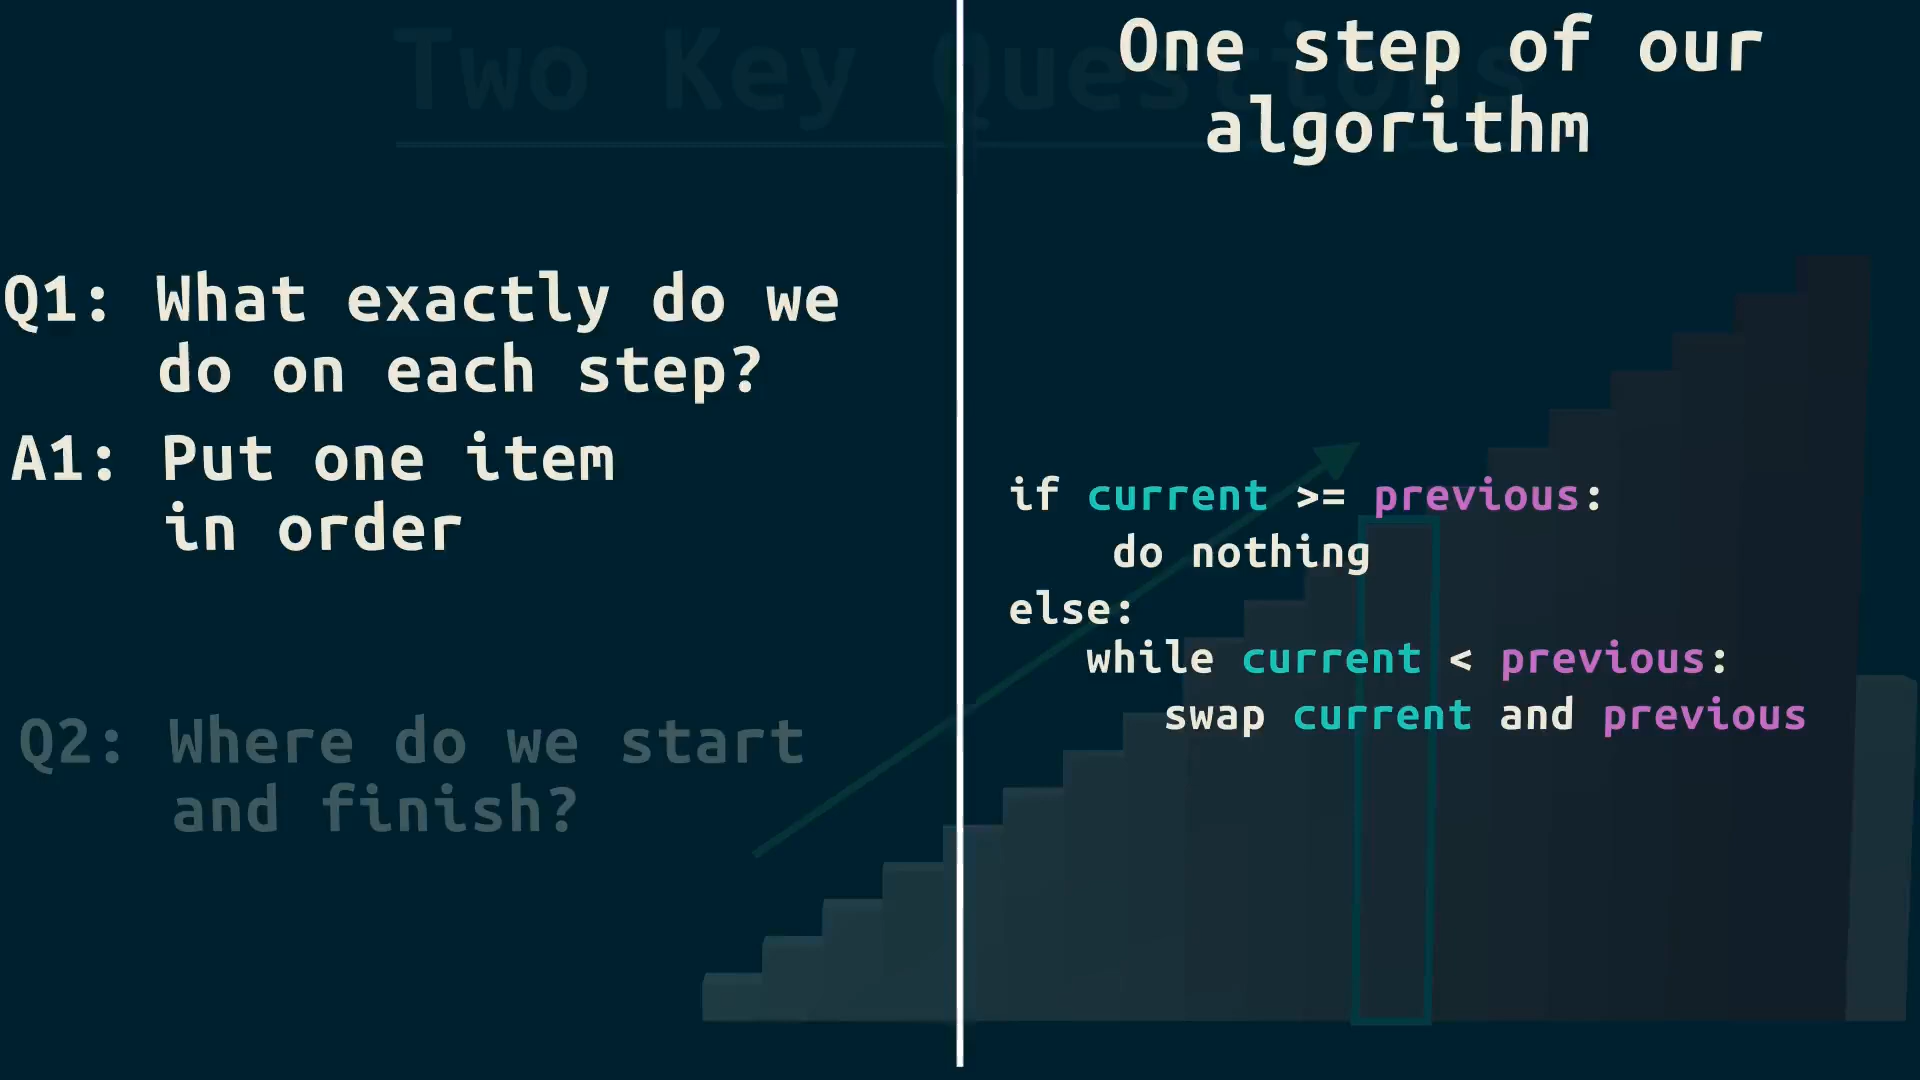 Two Key Questions
Q1: What exactly do we
do on each step?
A1: Put one item
in order
Q2: Where do we start
and finish?
One step of our
algorithm
if current >= previous:
do nothing
else:
while current < previous:
swap current and previous